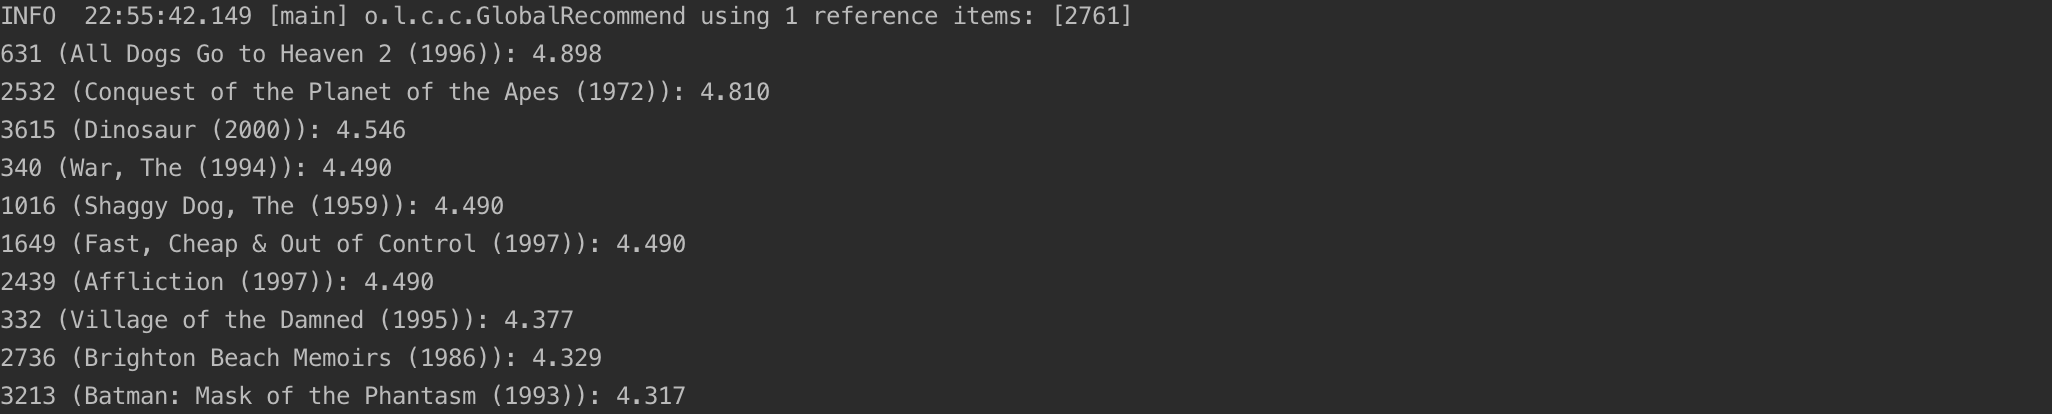 INFO  22:55:42.149 [main] o.l.c.c.GlobalRecommend using 1 reference items: [2761]
631 (All Dogs Go to Heaven 2 (1996)): 4.898
2532 (Conquest of the Planet of the Apes (1972)): 4.810
3615 (Dinosaur (2000)): 4.546
340 (War, The (1994)): 4.490
1016 (Shaggy Dog, The (1959)): 4.490
1649 (Fast, Cheap & Out of Control (1997)): 4.490
2439 (Affliction (1997)): 4.490
332 (Village of the Damned (1995)): 4.377
2736 (Brighton Beach Memoirs (1986)): 4.329
3213 (Batman: Mask of the Phantasm (1993)): 4.317